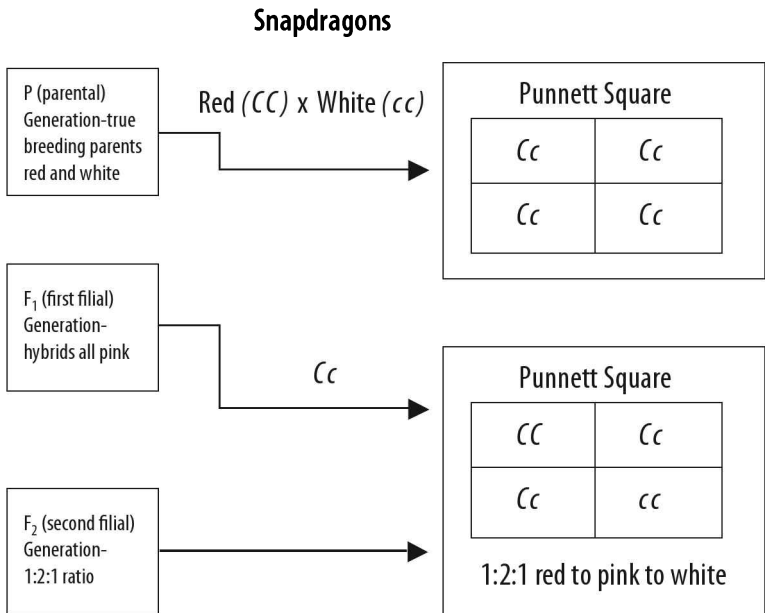 Snapdragons
P (parental)
Generation-true
breeding parents
red and white
Red (CC) x White (cc)
Punnett Square
Cc Cc
Cc Cc
F₁ (first filial)
Generation-
hybrids all pink
Cc
Punnett Square
CC Cc
Cc cc
F₂ (second filial)
Generation-
1:2:1 ratio
1:2:1 red to pink to white